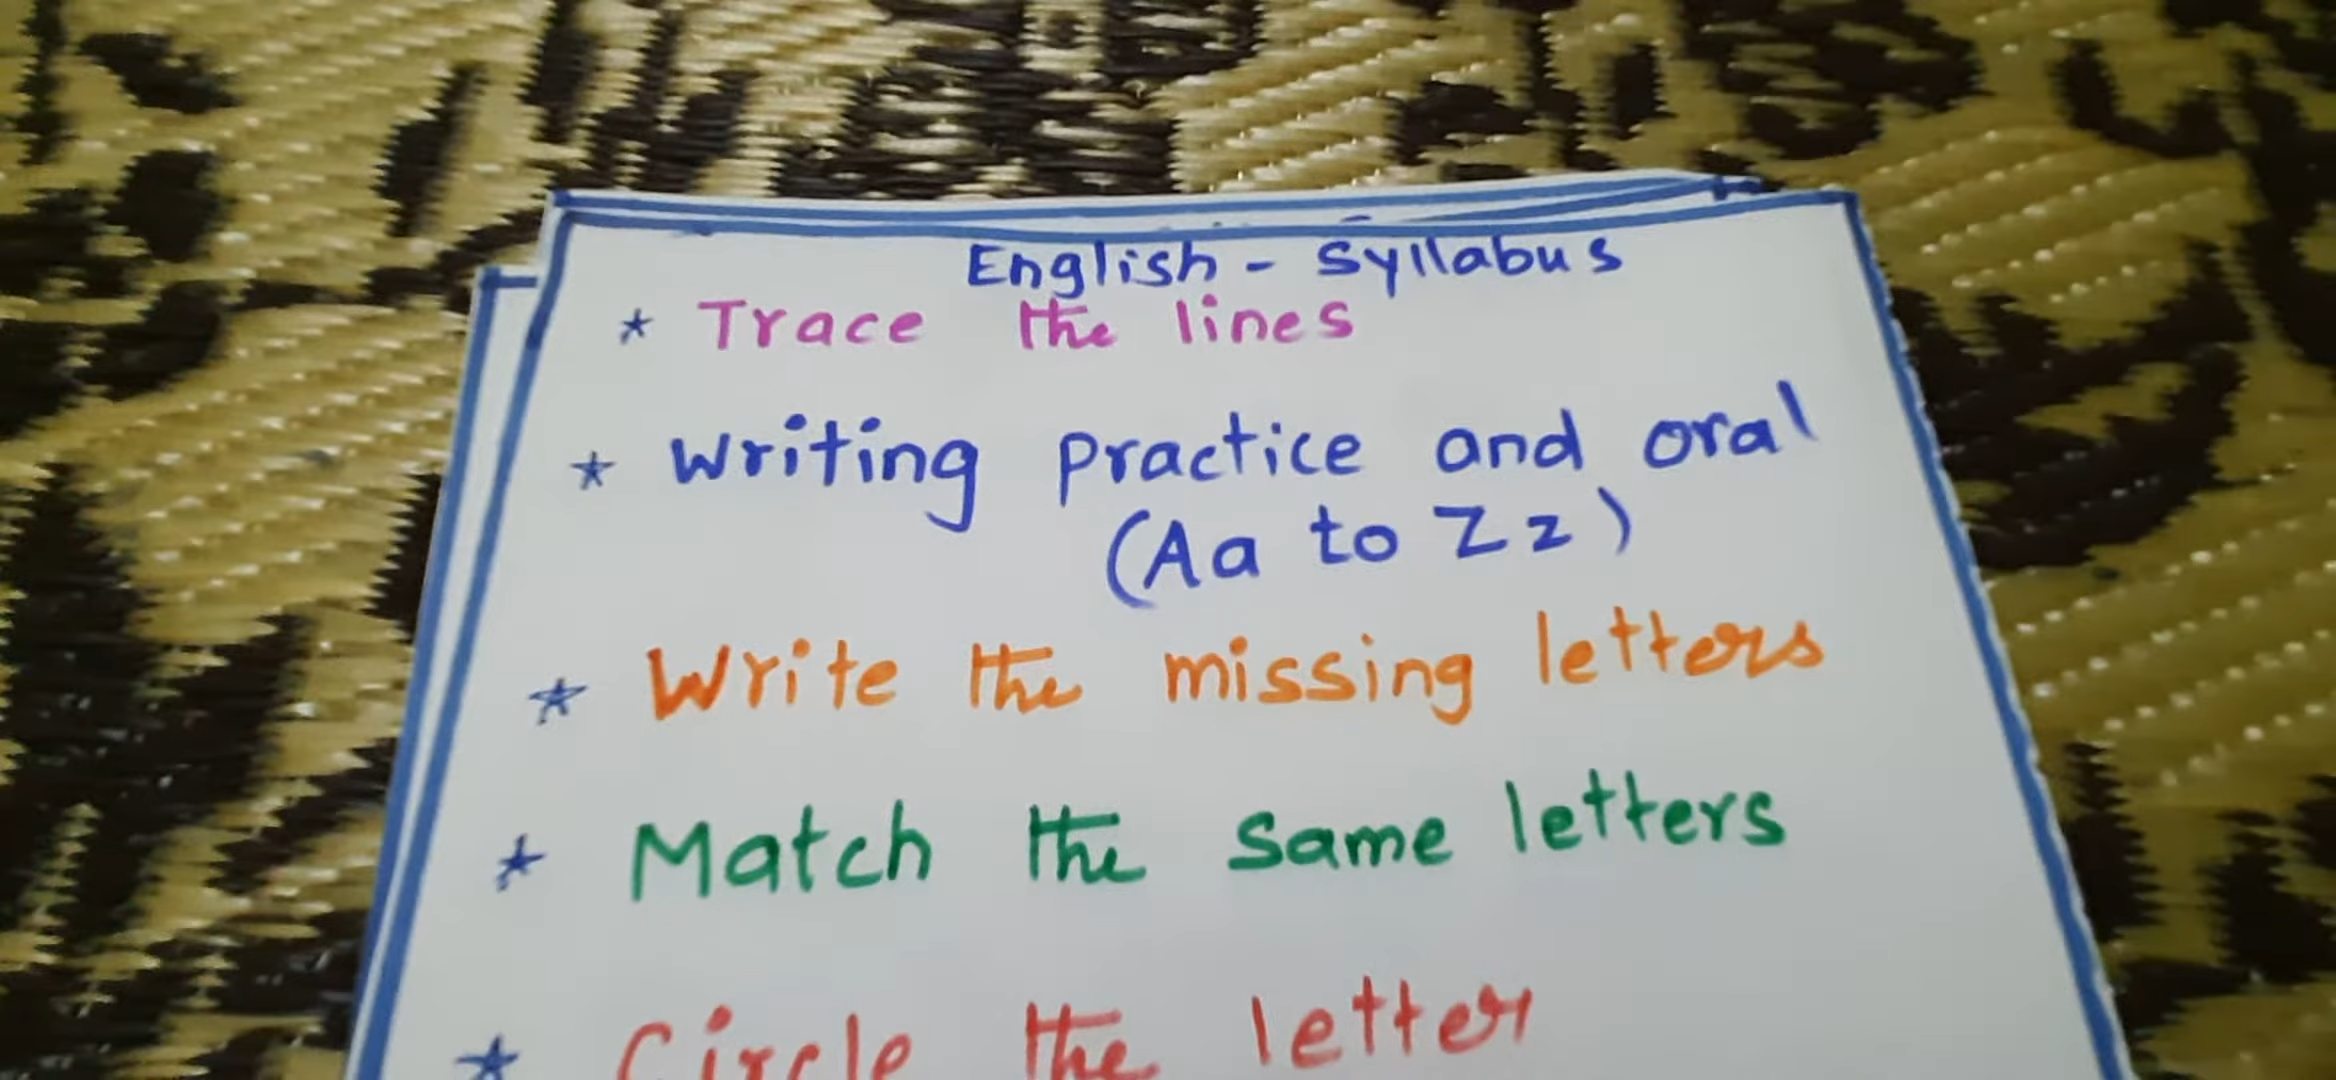 English - Syllabus
* Trace the lines
* Writing practice and oral
(Aa to Zz)
* Write the missing letters
* Match the same letters
* Circle the letter